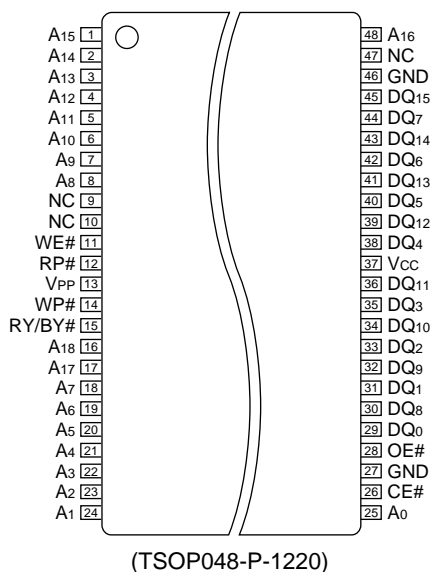 A15 1
A14 2
A13 3
A12 4
A11 5
A10 6
A9 7
A8 8
NC 9
NC 10
WE# 11
RP# 12
VPP 13
WP# 14
RY/BY# 15
A18 16
A17 17
A7 18
A6 19
A5 20
A4 21
A3 22
A2 23
A1 24
48 A16
47 NC
46 GND
45 DQ15
44 DQ7
43 DQ14
42 DQ6
41 DQ13
40 DQ5
39 DQ12
38 DQ4
37 VCC
36 DQ11
35 DQ3
34 DQ10
33 DQ2
32 DQ9
31 DQ1
30 DQ8
29 DQ0
28 OE#
27 GND
26 CE#
25 A0
(TSOP048-P-1220)